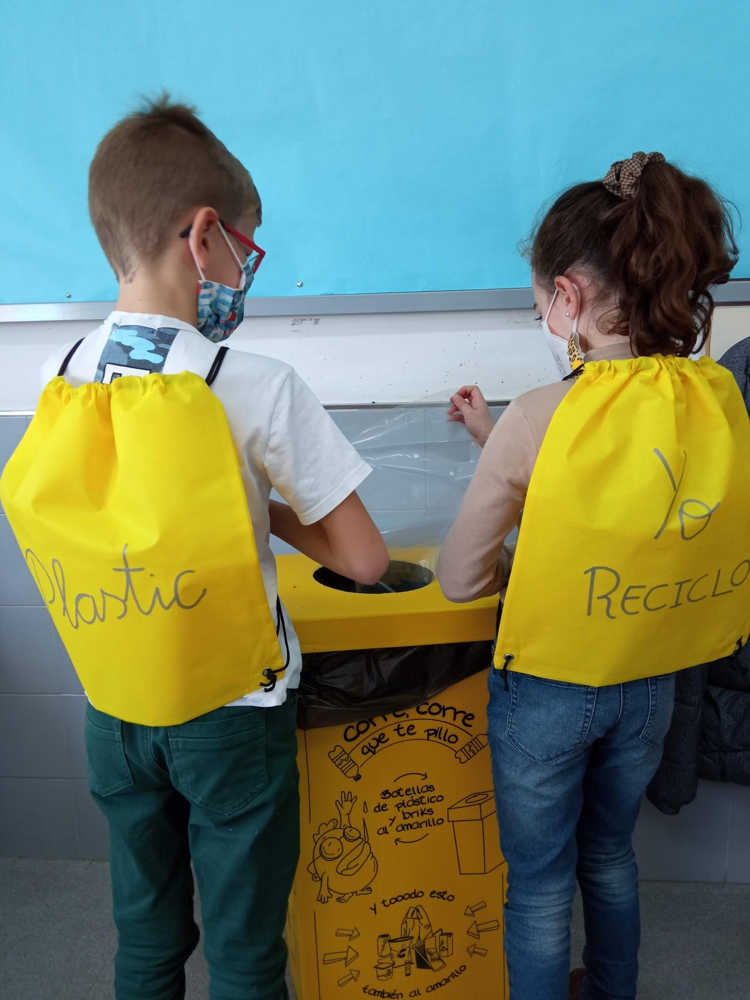 Plastic
Yo
RECICLO
corre, corre
que te pillo
Botellas
de plástico
y briks
al amarillo
y tooodo esto
también al amarillo